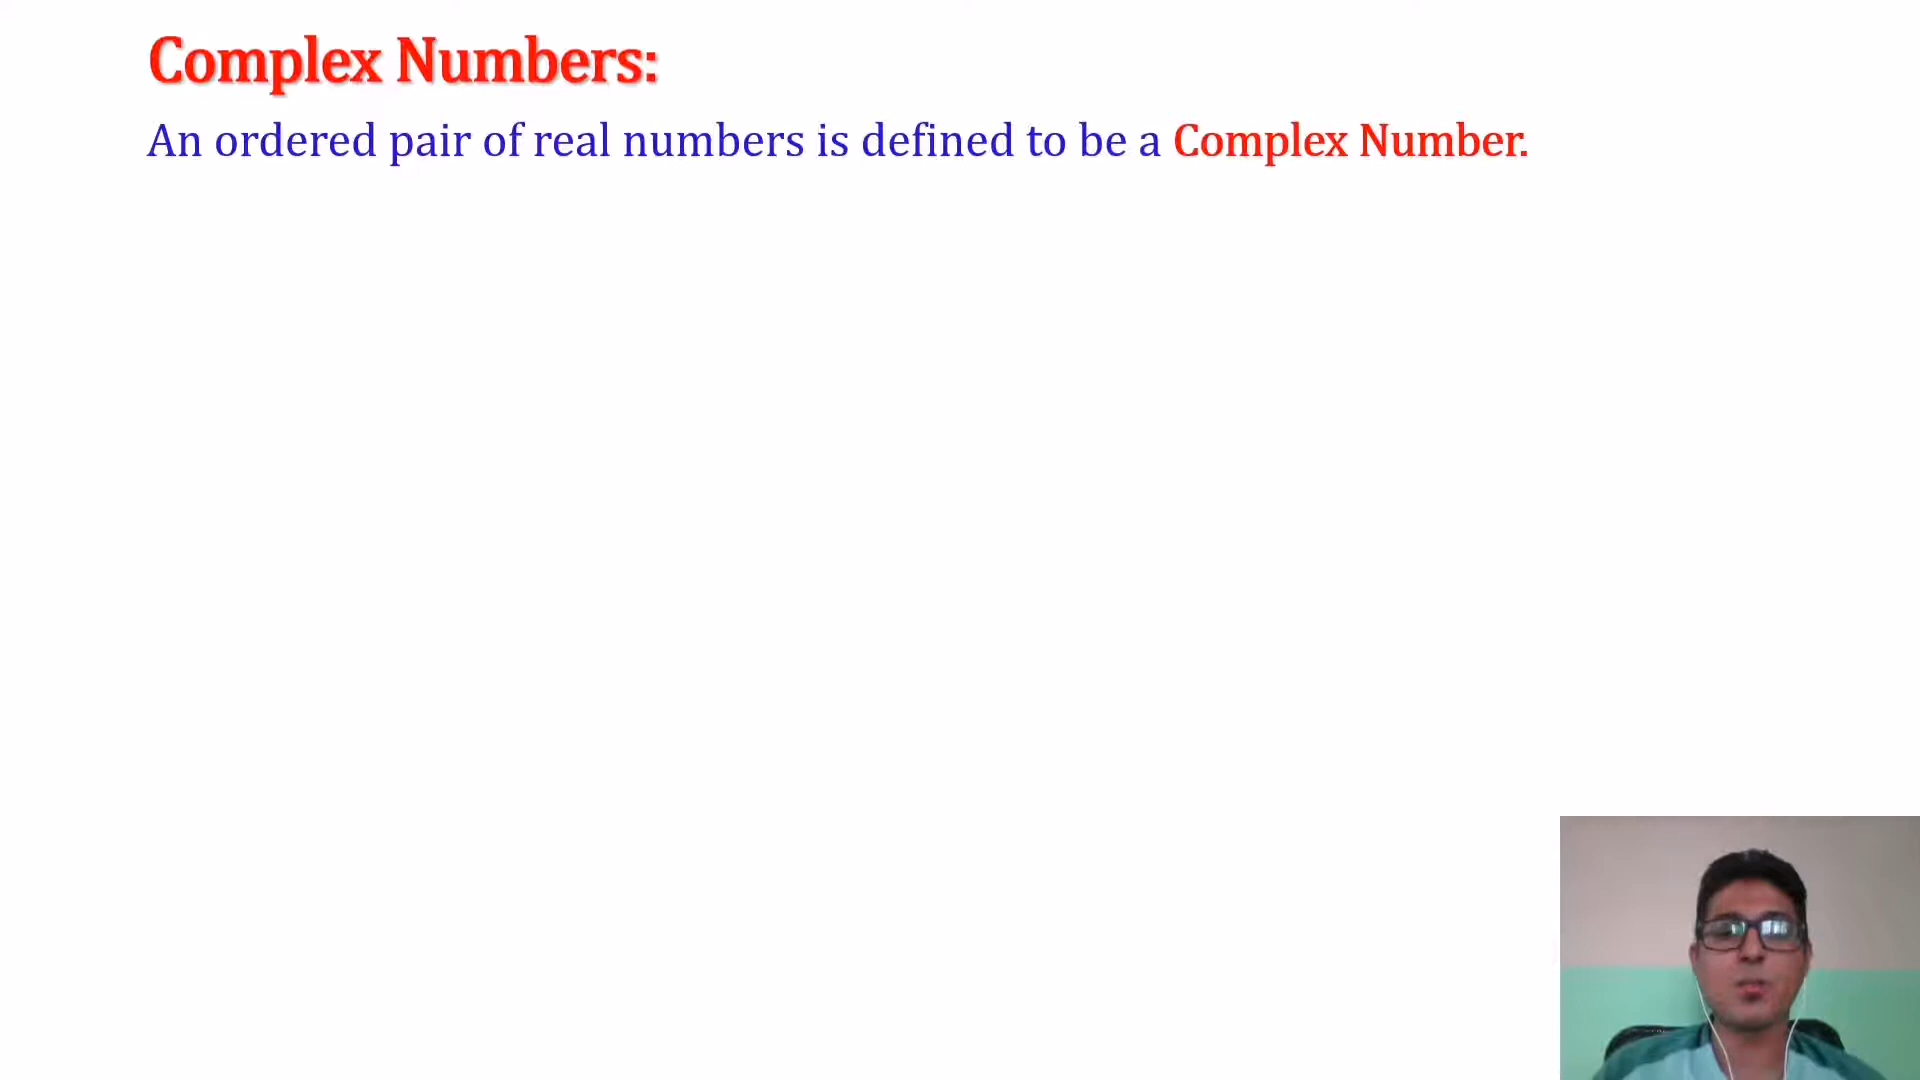 Complex Numbers:
An ordered pair of real numbers is defined to be a Complex Number.